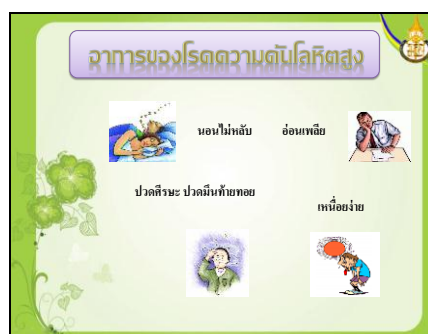 อาการของโรคความดันโลหิตสูง
นอนไม่หลับ อ่อนเพลีย
ปวดศีรษะ ปวดมึนท้ายทอย
เหนื่อยง่าย